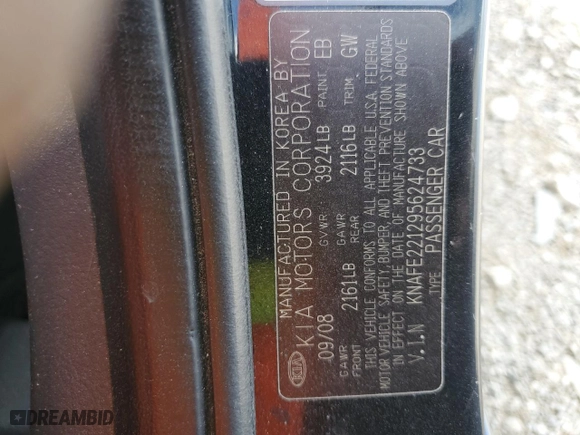 MANUFACTURED IN KOREA BY
KIA KIA MOTORS CORPORATION
09/08 GVWR 3924LB PAINT EB
GAWR FRONT 2161LB GAWR REAR 2116LB TRIM GW
THIS VEHICLE CONFORMS TO ALL APPLICABLE U.S.A. FEDERAL
MOTOR VEHICLE SAFETY, BUMPER, AND THEFT PREVENTION STANDARDS
IN EFFECT ON THE DATE OF MANUFACTURE SHOWN ABOVE
V.I.N KNAFE221295624733
TYPE PASSENGER CAR
DREAMBID